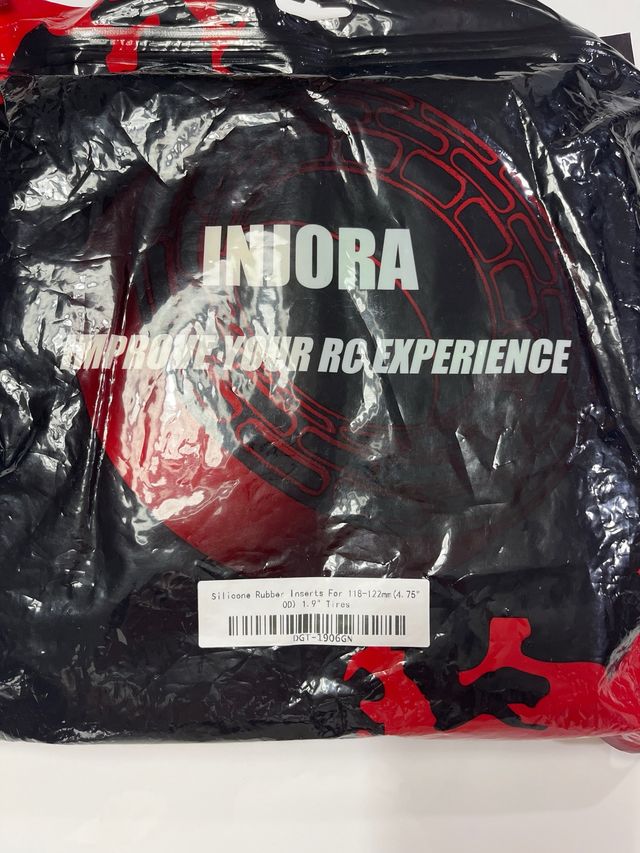 INJORA
IMPROVE YOUR RC EXPERIENCE
Silicone Rubber Inserts For 118-122mm(4.75"
OD) 1.9" Tires
DGT-1906GN